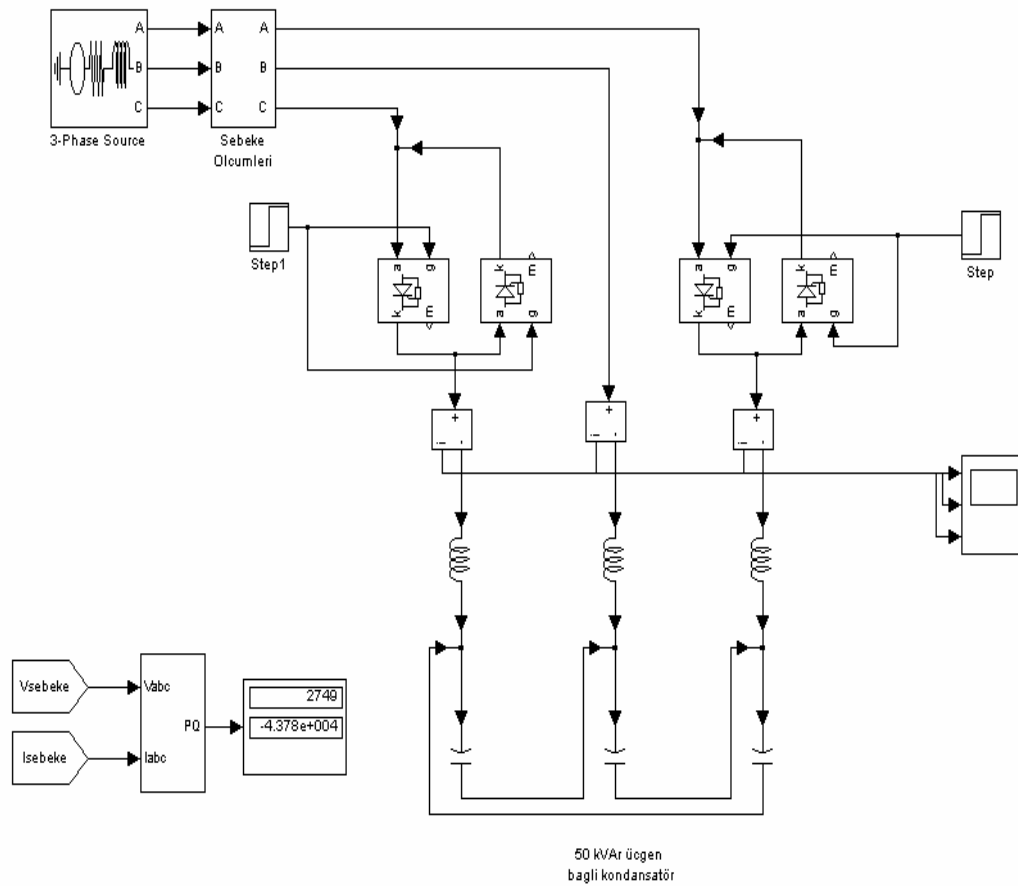 A A A
B B B
C C C
3-Phase Source
Sebeke
Olcumleri
Step1
Step
a g k m
k m a g
a g k m
k m a g
+ + +
i - i - i -
Vsebeke
Isebeke
Vabc
Iabc
PQ
2749
-4.378e+004
50 kVAr üçgen
bagli kondansatör